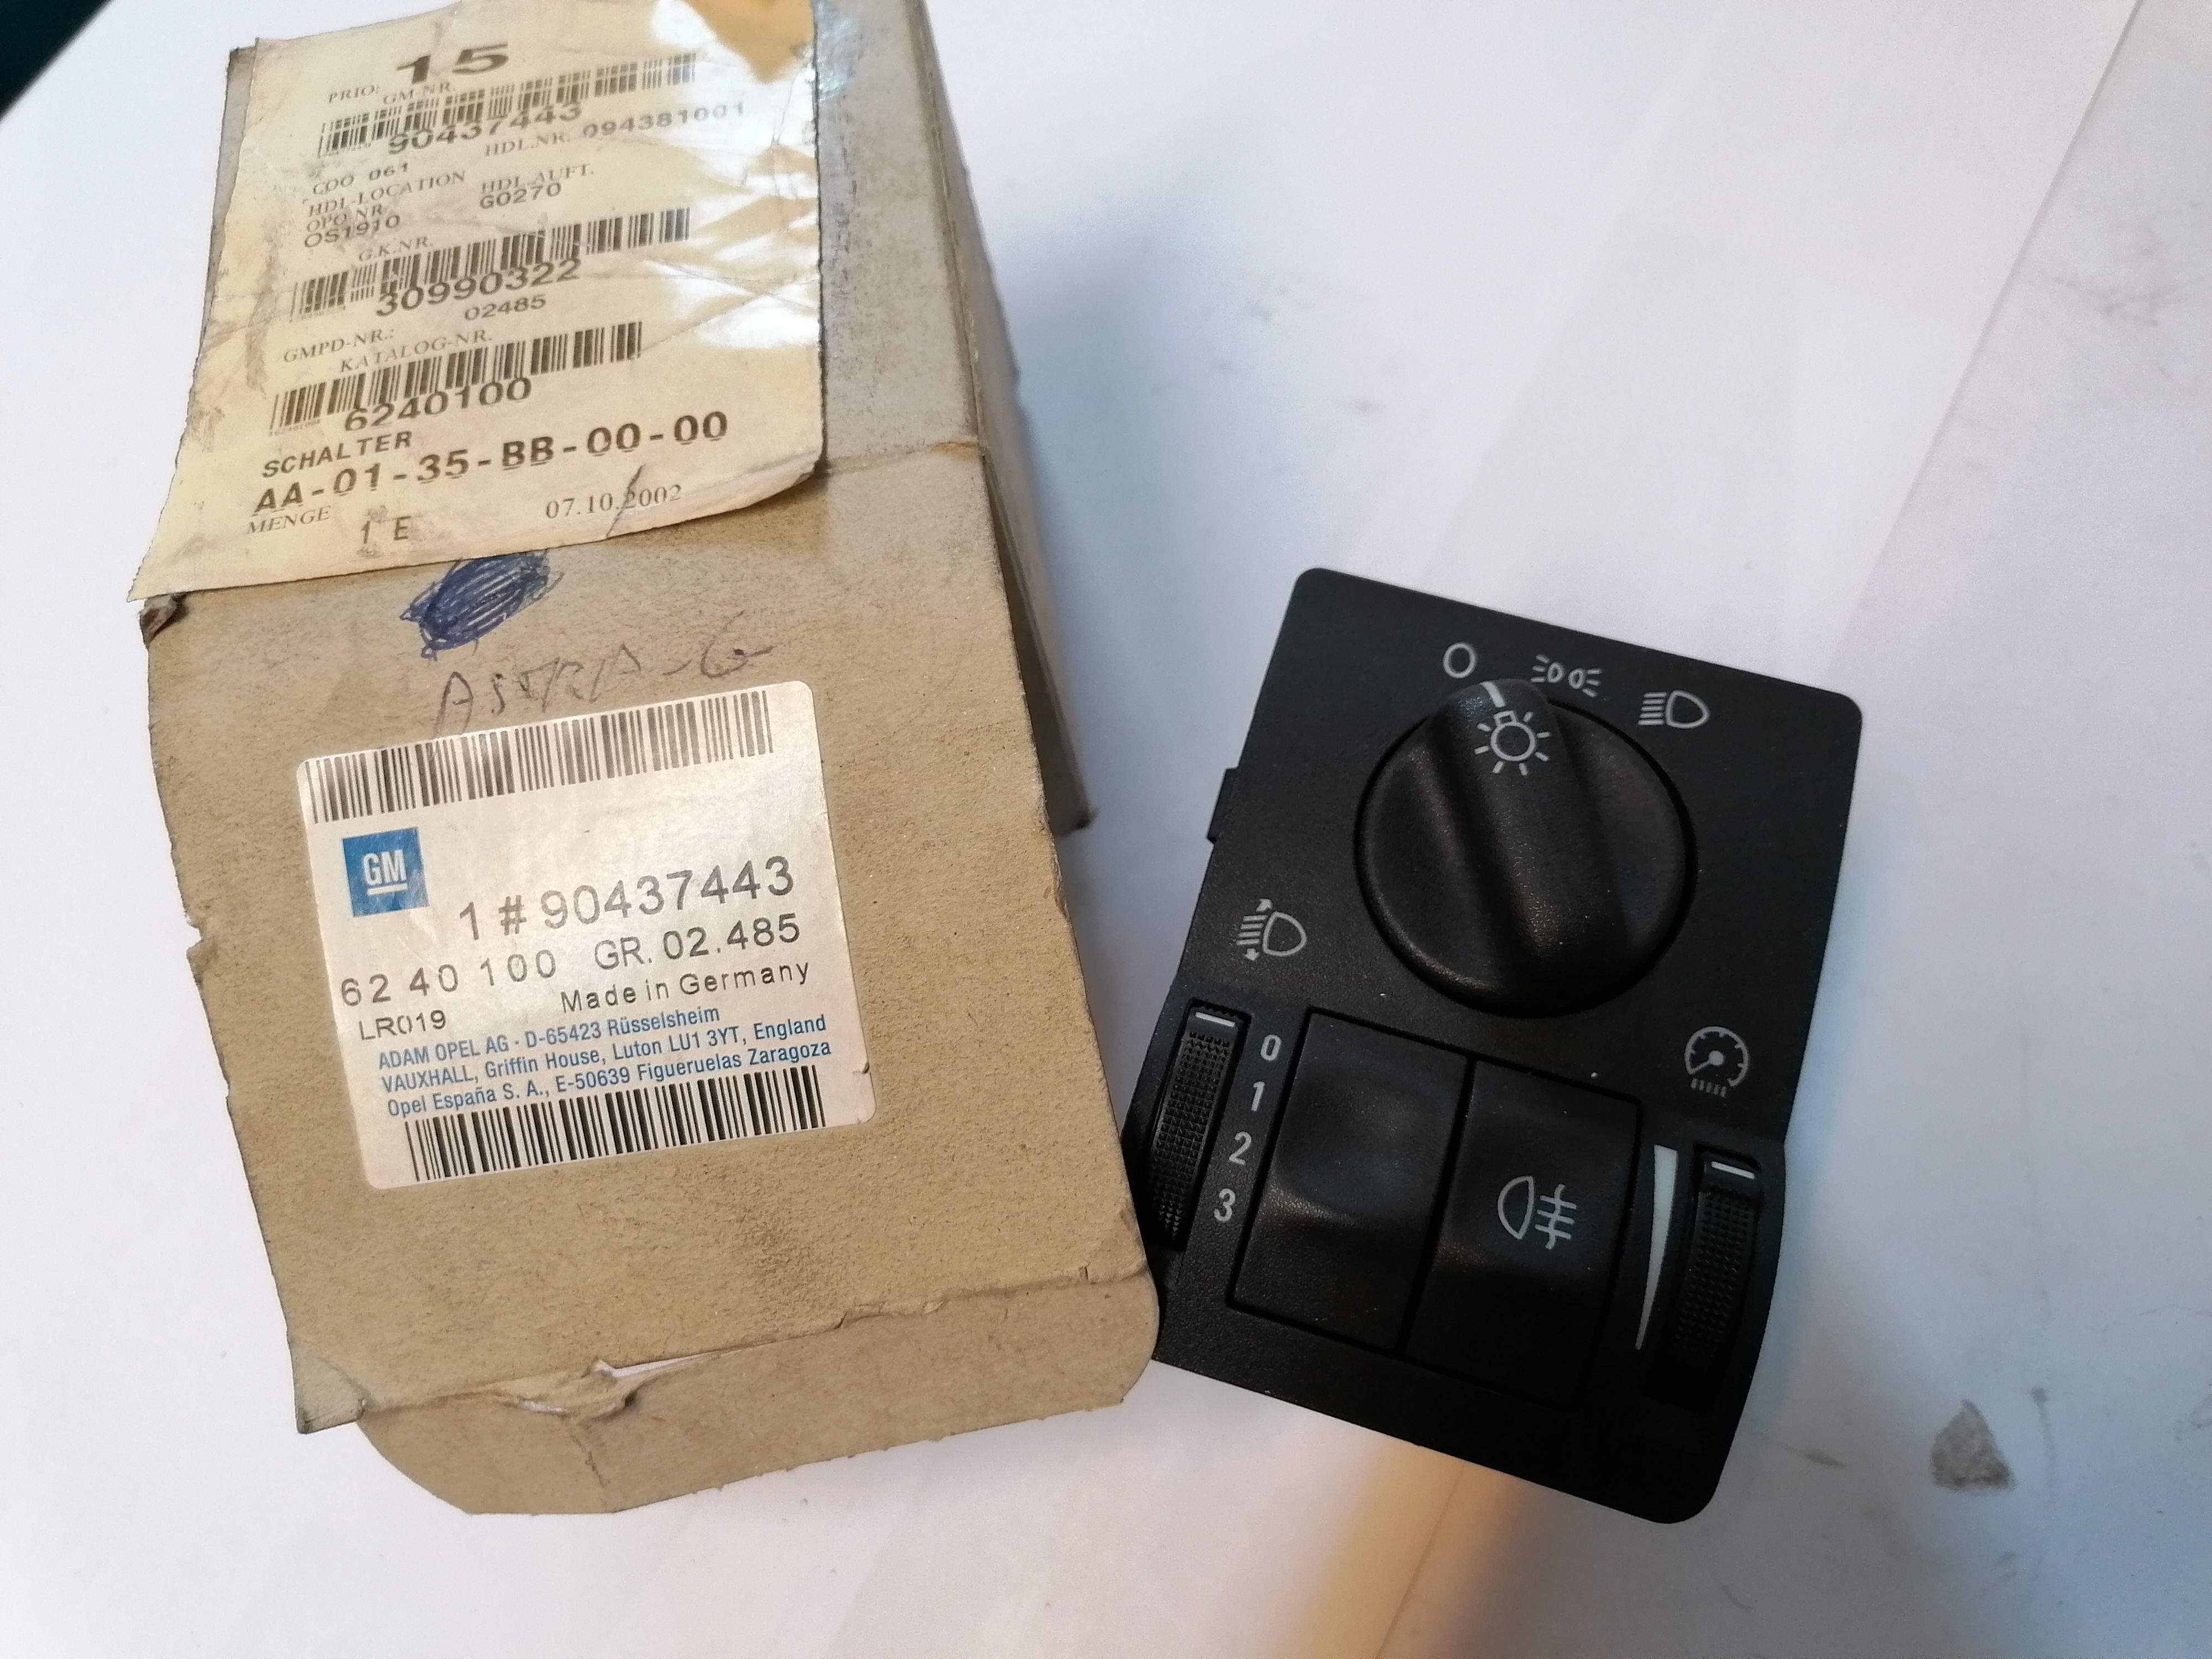 15
PRIO: GM-NR.
90437443
HDL.NR. 094381001
CDO 061
HDL-LOCATION HDL-AUFT.
OPO NR. G0270
OS1910
G.K.NR.
30990322
02485
GMPD-NR.:
KATALOG-NR.
6240100
SCHALTER
AA-01-35-BB-00-00
MENGE 1 E 07.10.2002
ASTRA-G
GM
1 # 90437443
62 40 100 GR. 02.485
LR019 Made in Germany
ADAM OPEL AG · D-65423 Rüsselsheim
VAUXHALL, Griffin House, Luton LU1 3YT, England
Opel España S. A., E-50639 Figueruelas Zaragoza
0
0
1
2
3